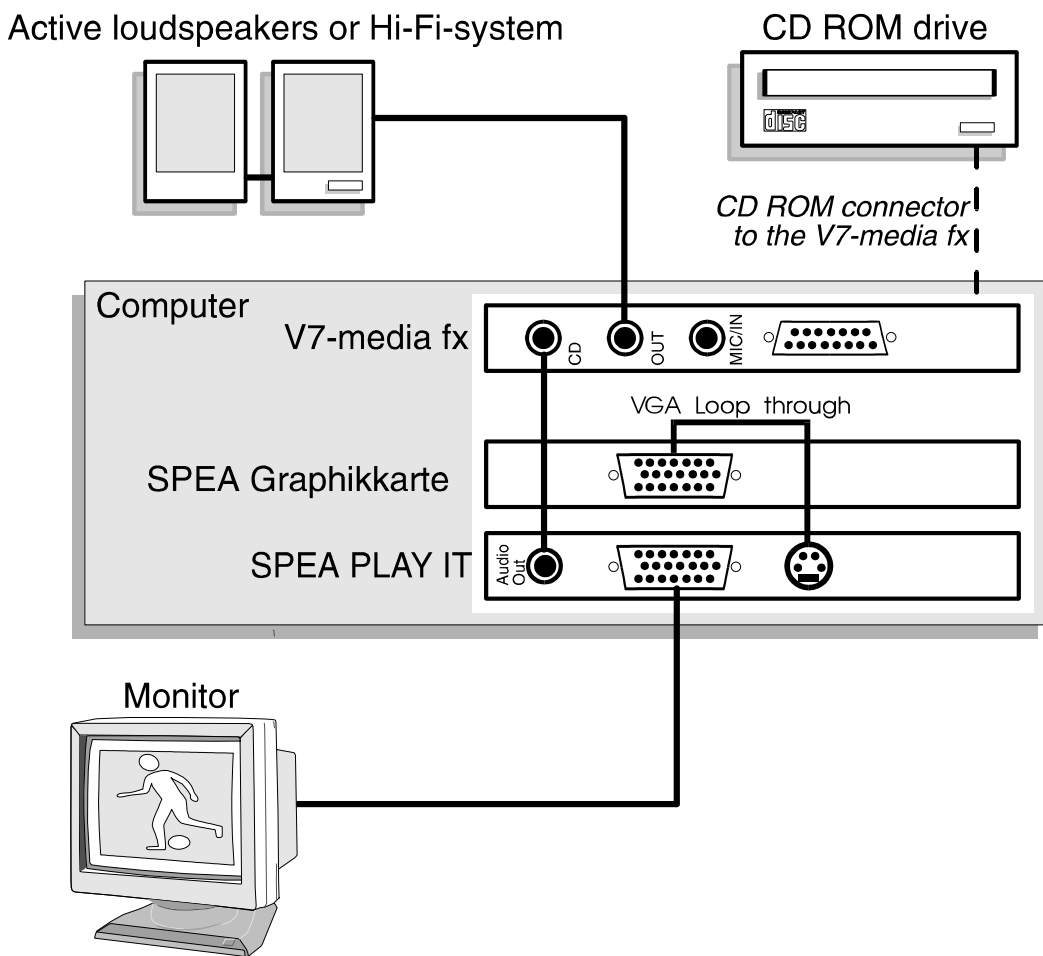 Active loudspeakers or Hi-Fi-system
CD ROM drive
disc
CD ROM connector
to the V7-media fx
Computer
V7-media fx
CD
OUT
MIC/IN
VGA Loop through
SPEA Graphikkarte
SPEA PLAY IT
Audio
Out
Monitor